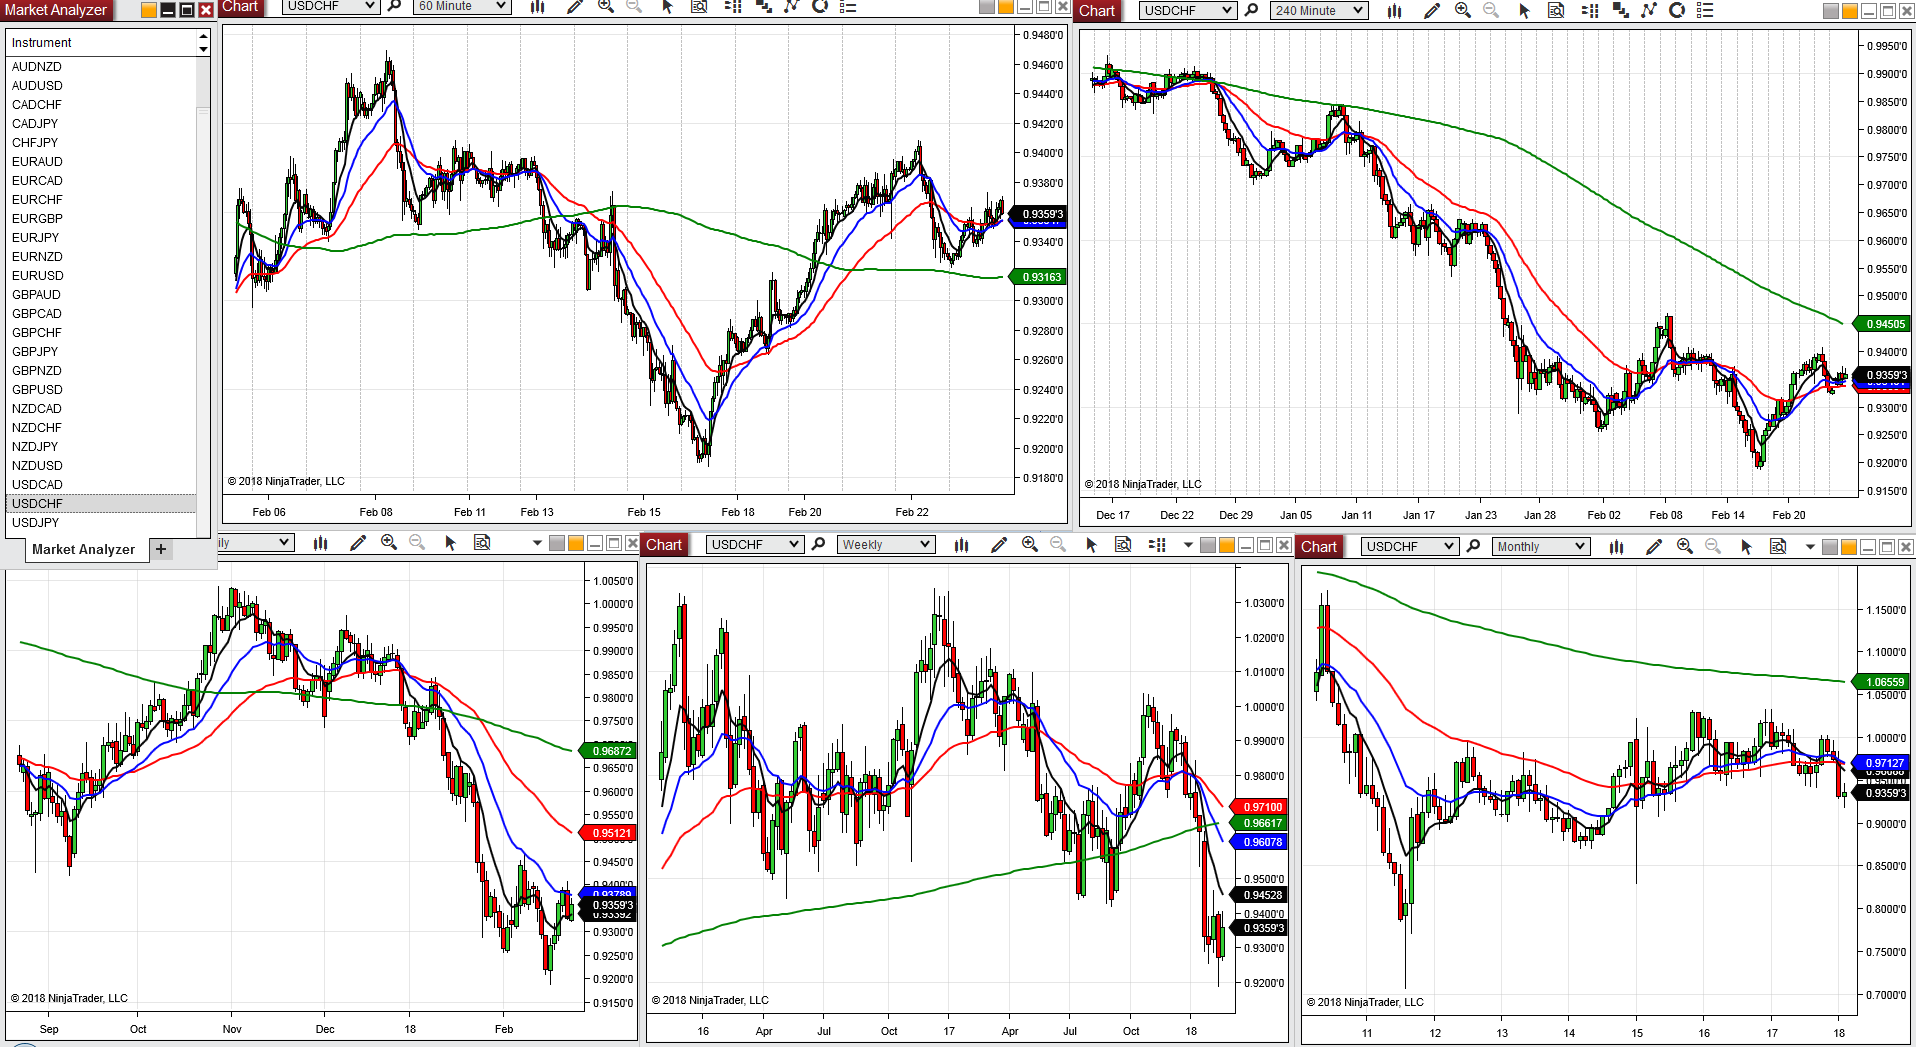 Market Analyzer
Instrument
AUDNZD
AUDUSD
CADCHF
CADJPY
CHFJPY
EURAUD
EURCAD
EURCHF
EURGBP
EURJPY
EURNZD
EURUSD
GBPAUD
GBPCAD
GBPCHF
GBPJPY
GBPNZD
GBPUSD
NZDCAD
NZDCHF
NZDJPY
NZDUSD
USDCAD
USDCHF
USDJPY
Market Analyzer +
Chart USDCHF 60 Minute
0.9480'0
0.9460'0
0.9440'0
0.9420'0
0.9400'0
0.9380'0
0.9359'3
0.9340'0
0.93163
0.9300'0
0.9280'0
0.9260'0
0.9240'0
0.9220'0
0.9200'0
0.9180'0
© 2018 NinjaTrader, LLC
Feb 06 Feb 08 Feb 11 Feb 13 Feb 15 Feb 18 Feb 20 Feb 22
Chart USDCHF 240 Minute
0.9950'0
0.9900'0
0.9850'0
0.9800'0
0.9750'0
0.9700'0
0.9650'0
0.9600'0
0.9550'0
0.9500'0
0.94505
0.9400'0
0.9359'3
0.9300'0
0.9250'0
0.9200'0
0.9150'0
© 2018 NinjaTrader, LLC
Dec 17 Dec 22 Dec 29 Jan 05 Jan 11 Jan 17 Jan 23 Jan 28 Feb 02 Feb 08 Feb 14 Feb 20
ily
1.0050'0
1.0000'0
0.9950'0
0.9900'0
0.9850'0
0.9800'0
0.9750'0
0.96872
0.9650'0
0.9600'0
0.9550'0
0.95121
0.9450'0
0.9400'0
0.93789
0.9359'3
0.93392
0.9300'0
0.9250'0
0.9200'0
0.9150'0
© 2018 NinjaTrader, LLC
Sep Oct Nov Dec 18 Feb
Chart USDCHF Weekly
1.0300'0
1.0200'0
1.0100'0
1.0000'0
0.9900'0
0.9800'0
0.97100
0.96617
0.96078
0.9500'0
0.94528
0.9400'0
0.9359'3
0.9300'0
0.9200'0
© 2018 NinjaTrader, LLC
16 Apr Jul Oct 17 Apr Jul Oct 18
Chart USDCHF Monthly
1.1500'0
1.1000'0
1.06559
1.0500'0
1.0000'0
0.97127
0.9359'3
0.9000'0
0.8500'0
0.8000'0
0.7500'0
0.7000'0
© 2018 NinjaTrader, LLC
11 12 13 14 15 16 17 18